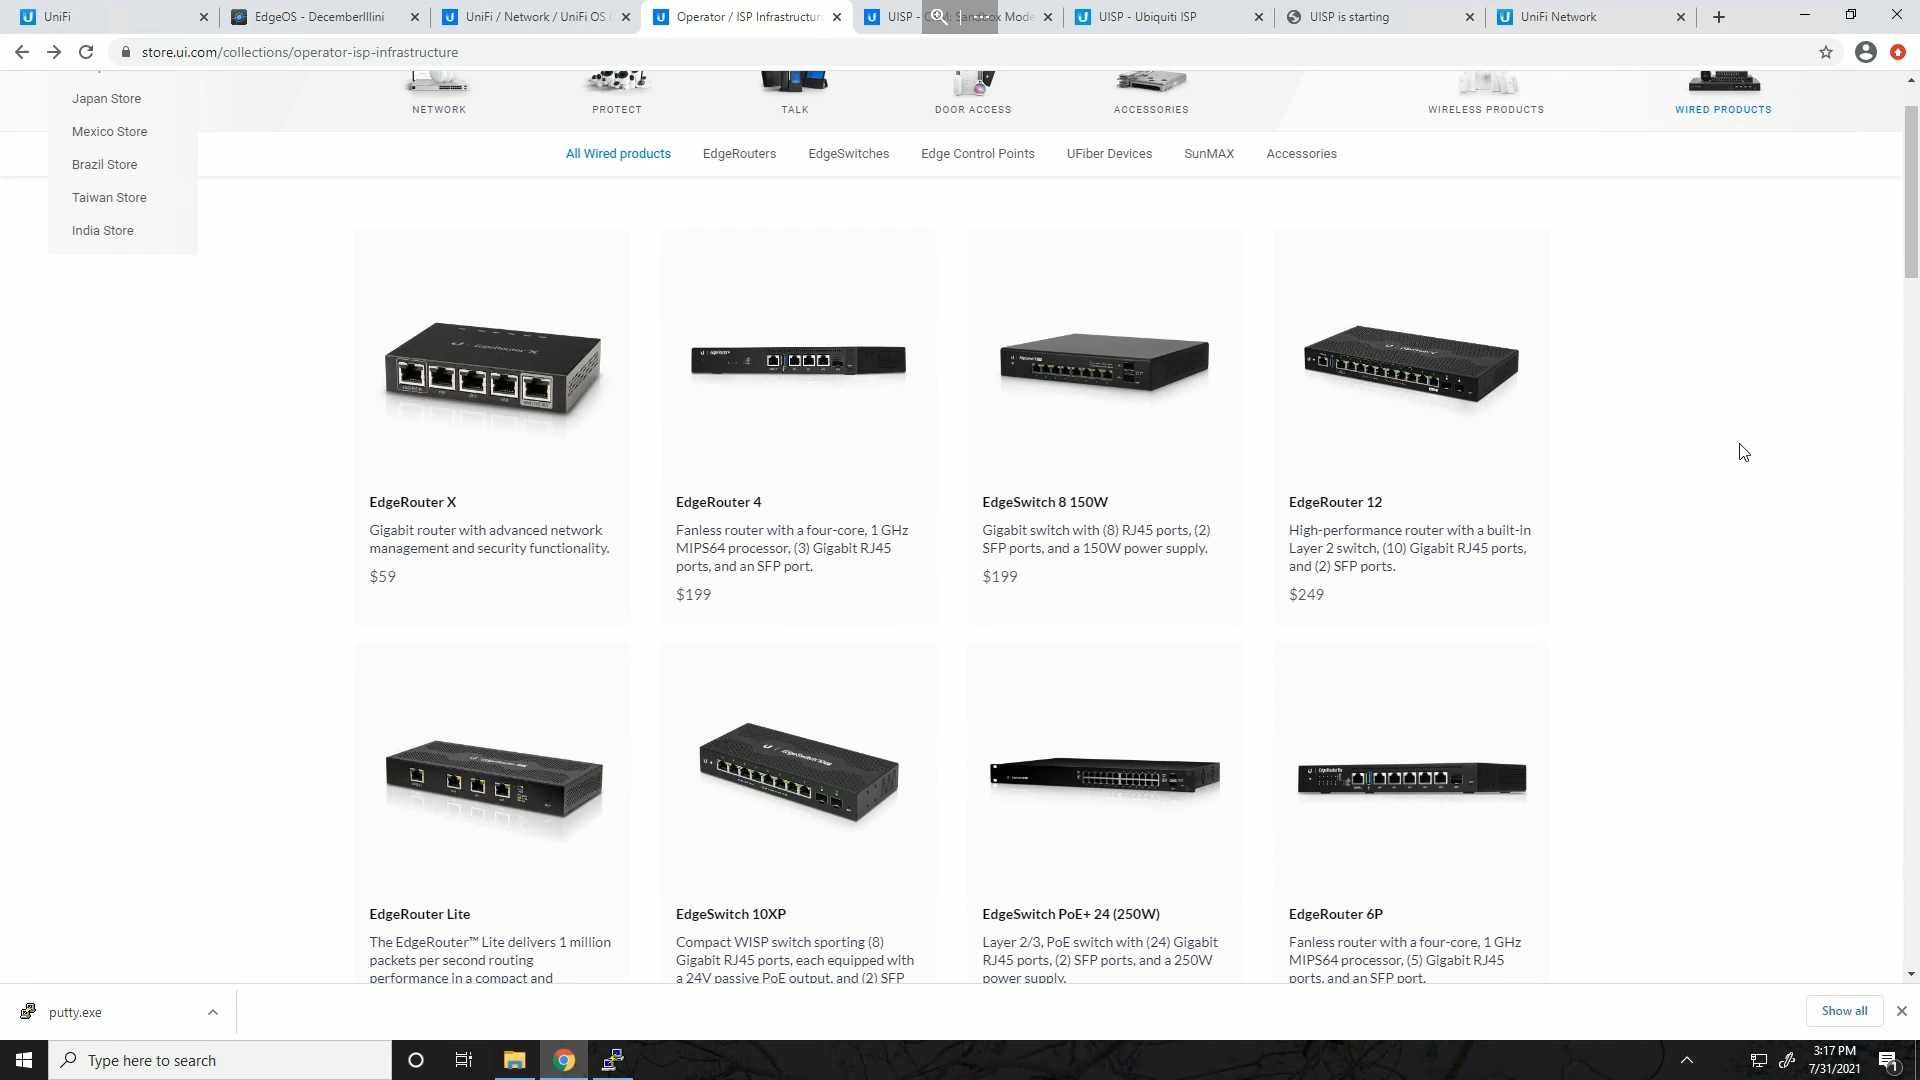 UniFi
EdgeOS - DecemberIllini
UniFi / Network / UniFi OS
Operator / ISP Infrastructure
UISP -
Sandbox Mode
UISP - Ubiquiti ISP
UISP is starting
UniFi Network
store.ui.com/collections/operator-isp-infrastructure
NETWORK
PROTECT
TALK
DOOR ACCESS
ACCESSORIES
WIRELESS PRODUCTS
WIRED PRODUCTS
Japan Store
Mexico Store
Brazil Store
Taiwan Store
India Store
All Wired products
EdgeRouters
EdgeSwitches
Edge Control Points
UFiber Devices
SunMAX
Accessories
EdgeRouter X
Gigabit router with advanced network
management and security functionality.
$59
EdgeRouter 4
Fanless router with a four-core, 1 GHz
MIPS64 processor, (3) Gigabit RJ45
ports, and an SFP port.
$199
EdgeSwitch 8 150W
Gigabit switch with (8) RJ45 ports, (2)
SFP ports, and a 150W power supply.
$199
EdgeRouter 12
High-performance router with a built-in
Layer 2 switch, (10) Gigabit RJ45 ports,
and (2) SFP ports.
$249
EdgeRouter Lite
The EdgeRouter™ Lite delivers 1 million
packets per second routing
performance in a compact and
EdgeSwitch 10XP
Compact WISP switch sporting (8)
Gigabit RJ45 ports, each equipped with
a 24V passive PoE output, and (2) SFP
EdgeSwitch PoE+ 24 (250W)
Layer 2/3, PoE switch with (24) Gigabit
RJ45 ports, (2) SFP ports, and a 250W
power supply.
EdgeRouter 6P
Fanless router with a four-core, 1 GHz
MIPS64 processor, (5) Gigabit RJ45
ports, and an SFP port.
putty.exe
Show all
Type here to search
3:17 PM
7/31/2021
1